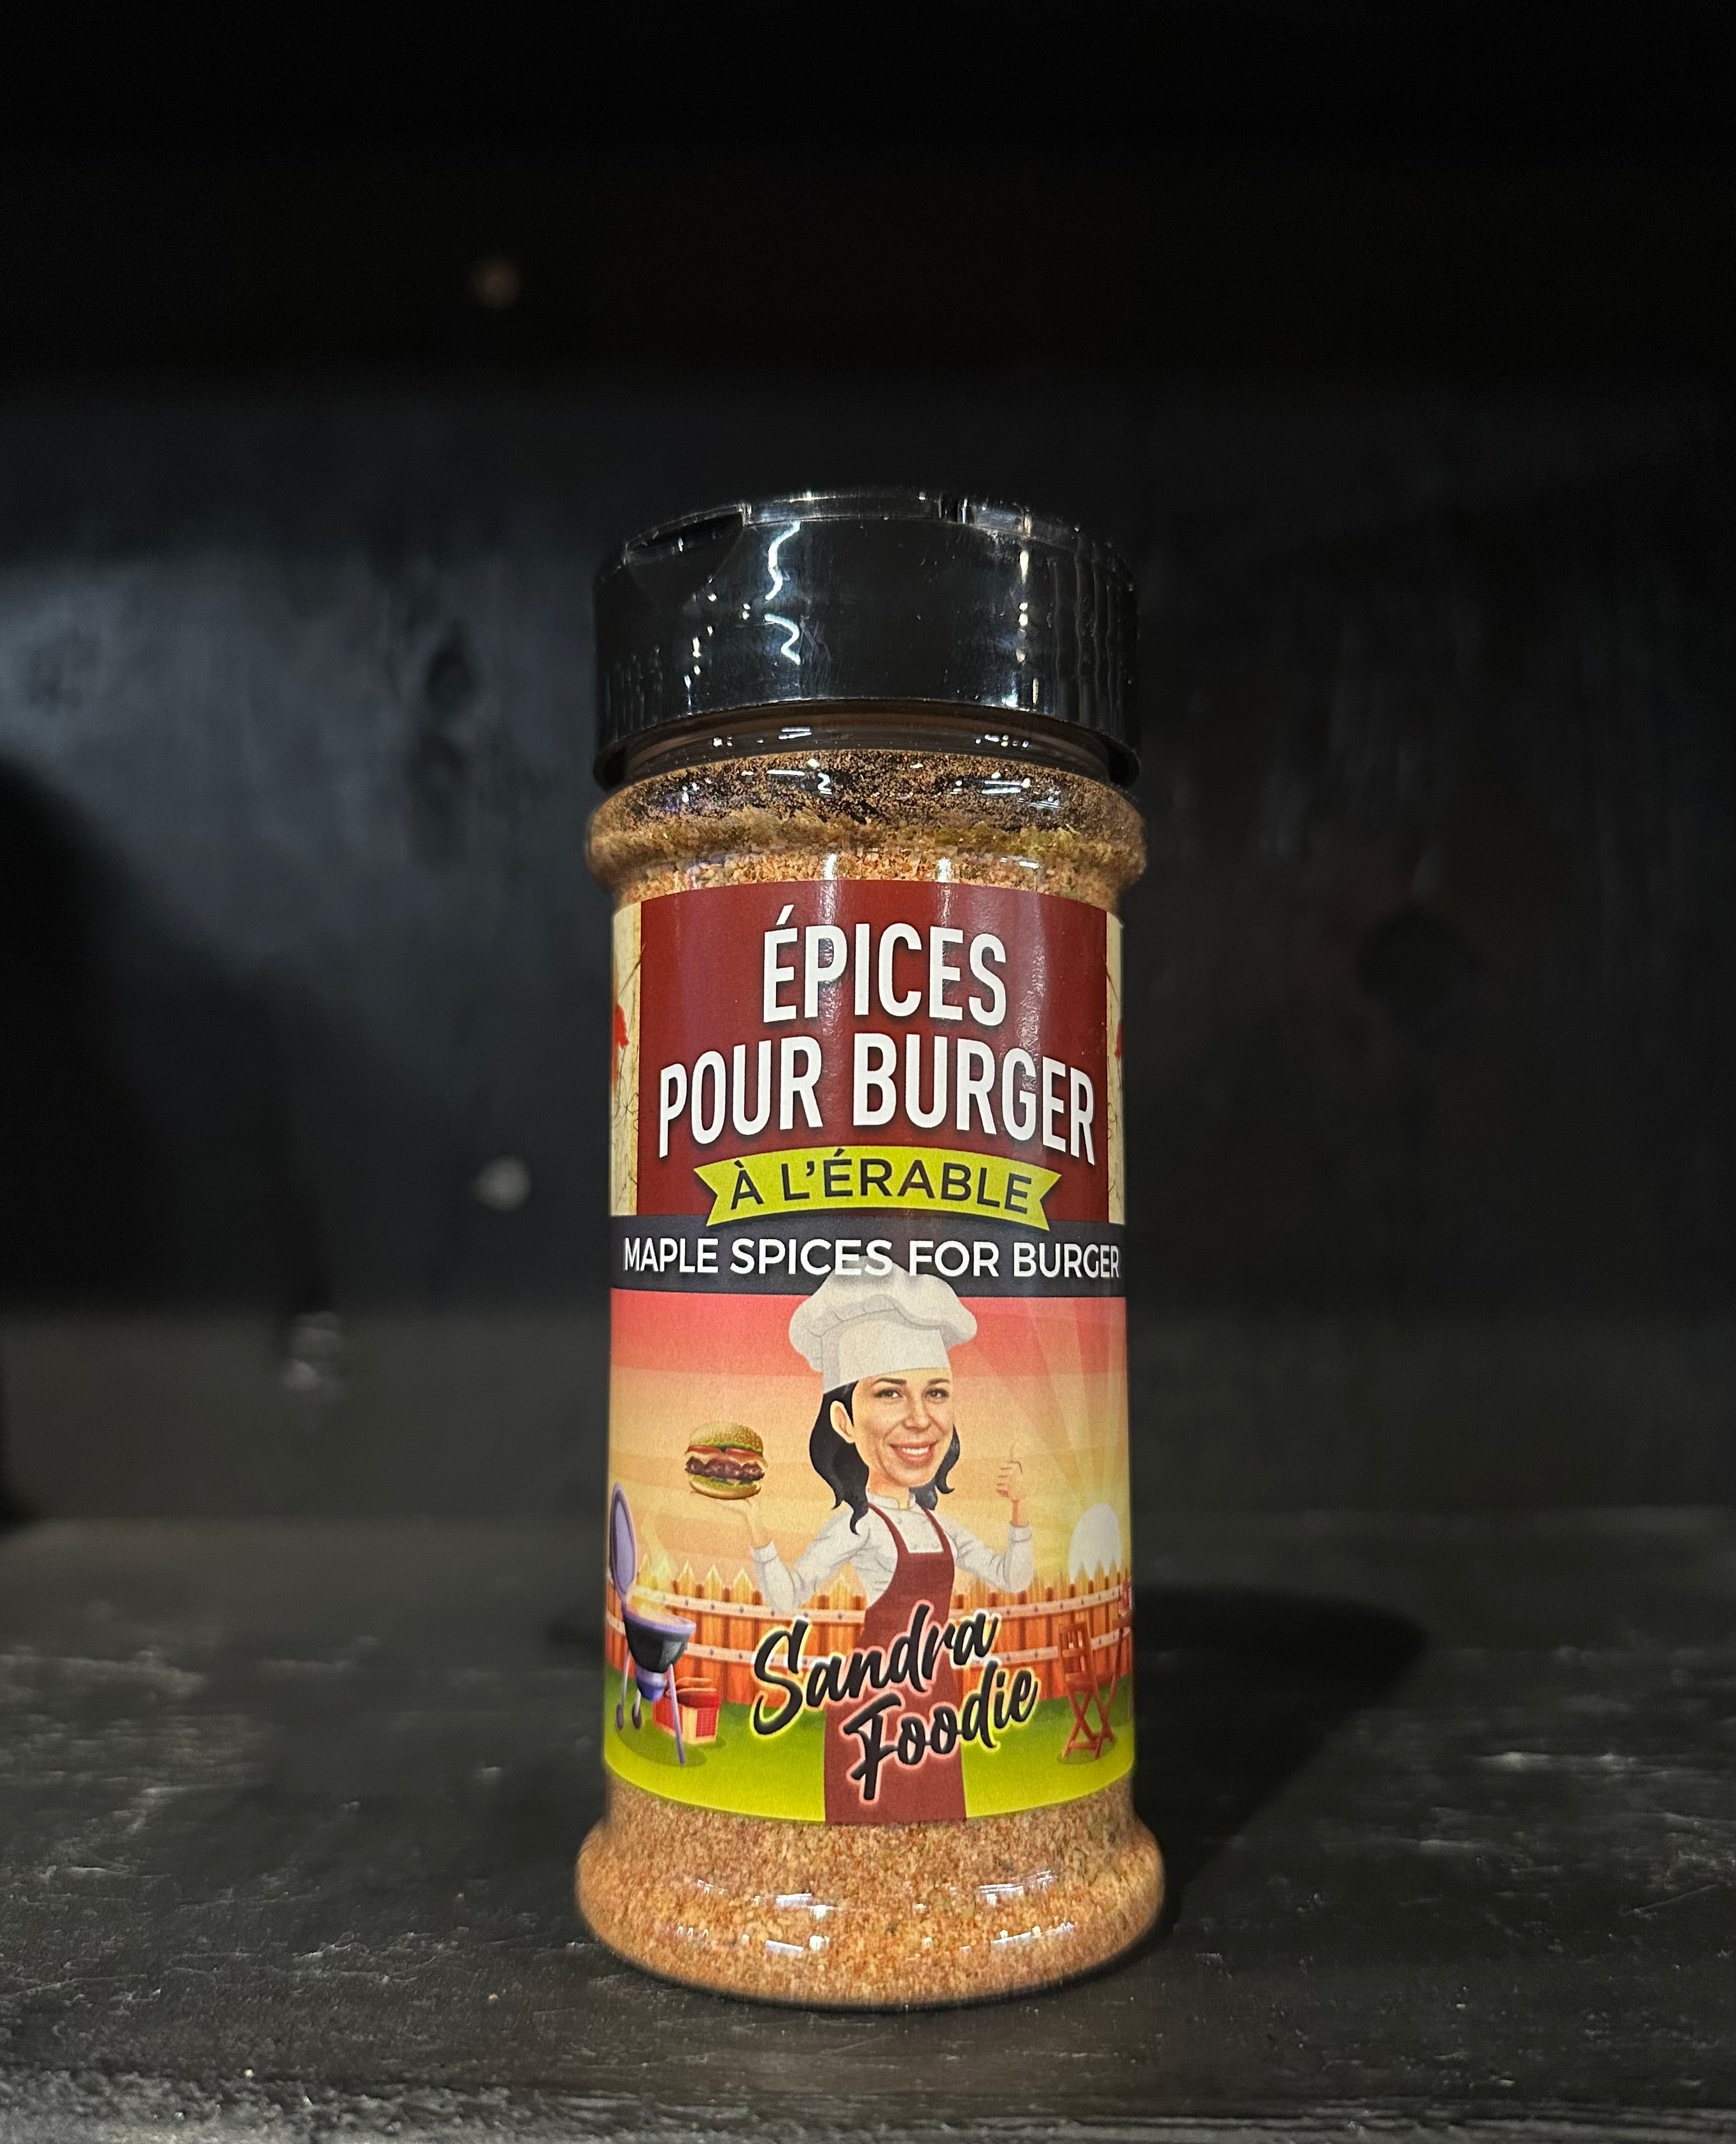 ÉPICES
POUR BURGER
À L'ÉRABLE
MAPLE SPICES FOR BURGER
Sandra
Foodie